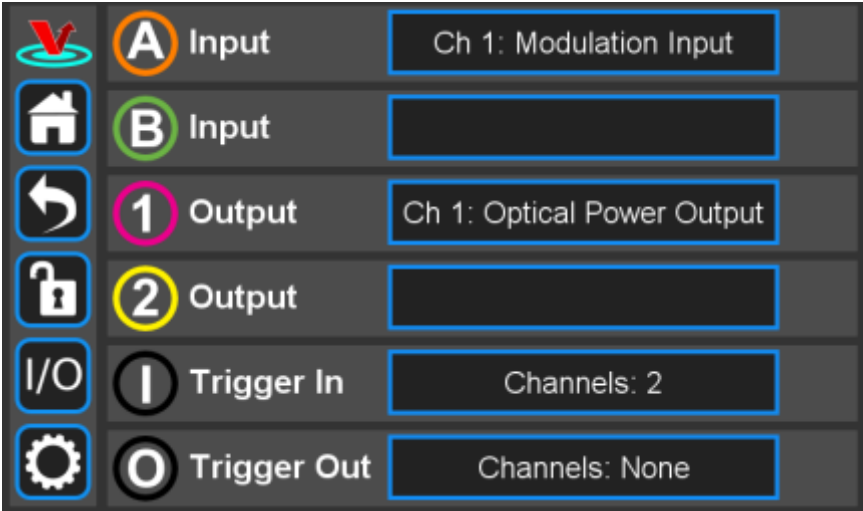 A Input Ch 1: Modulation Input
B Input
1 Output Ch 1: Optical Power Output
2 Output
I/O I Trigger In Channels: 2
O Trigger Out Channels: None